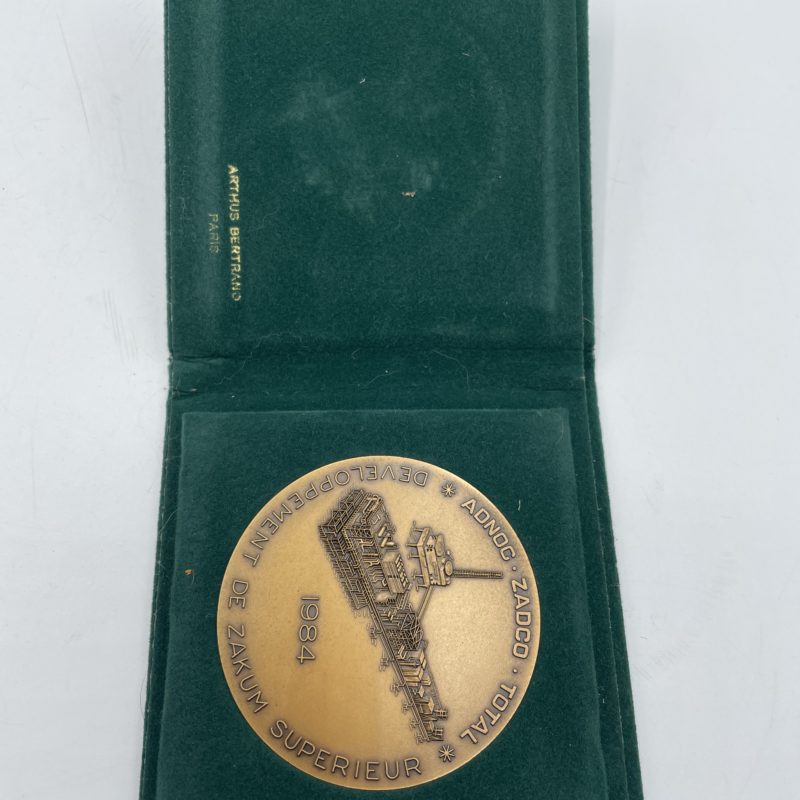 ARTHUS BERTRAND
PARIS
ADNOC · ZADCO · TOTAL
* DEVELOPPEMENT DE ZAKUM SUPERIEUR *
1984